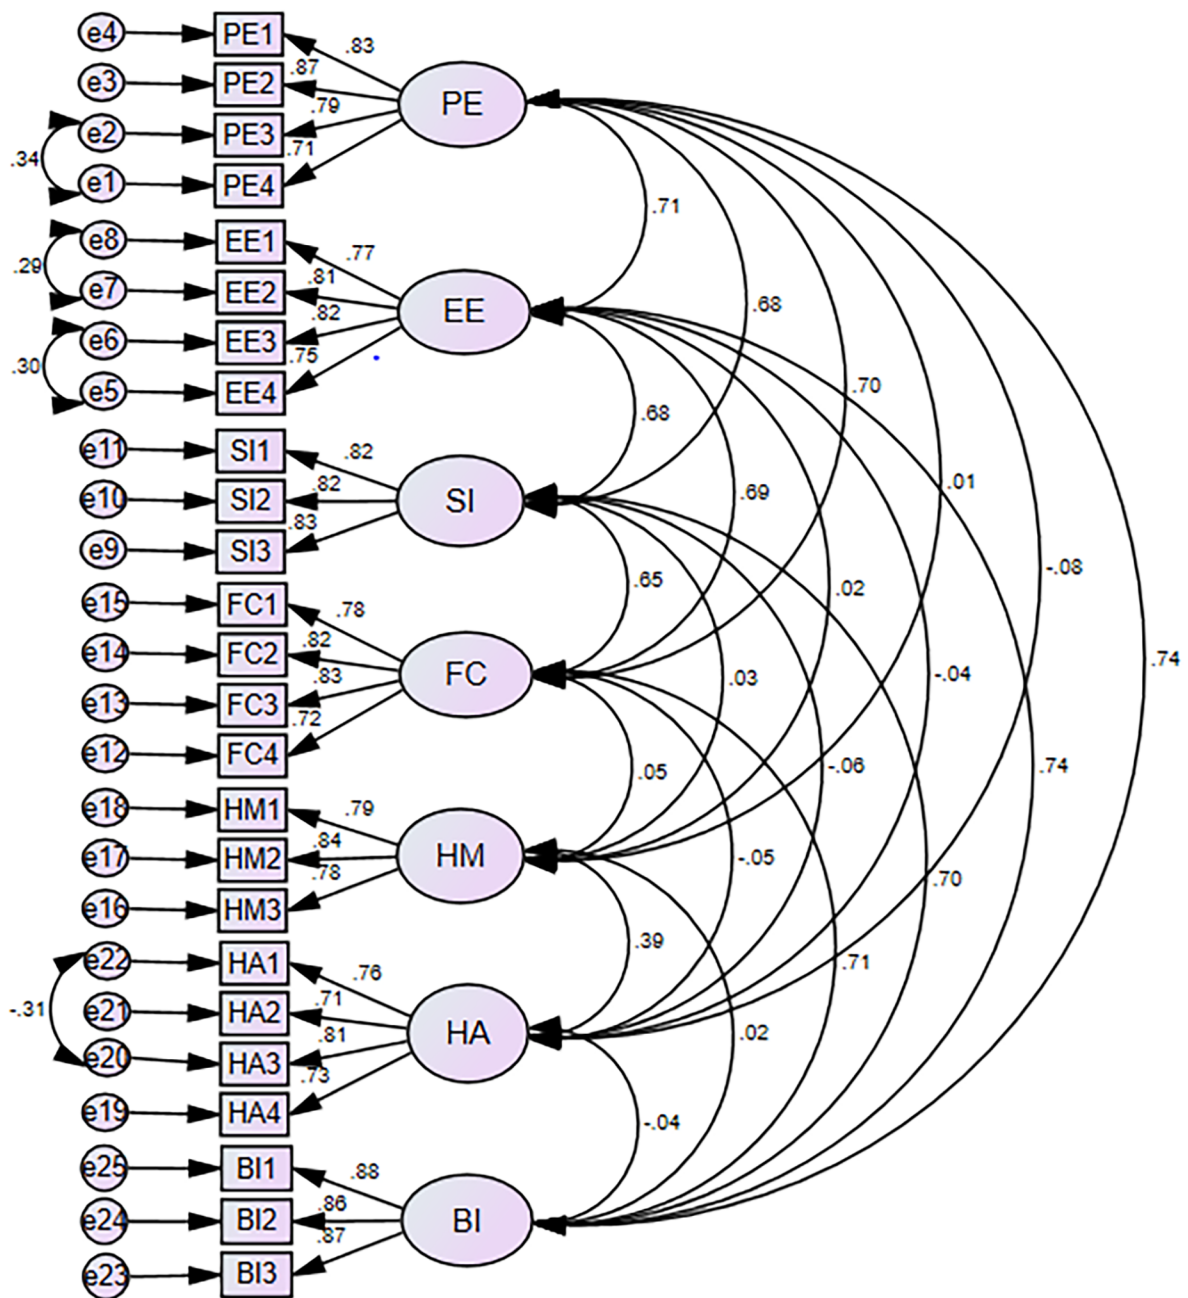 e4 PE1 .83
e3 PE2 .87 PE
e2 PE3 .79
.34
e1 PE4 .71
.71
e8 EE1 .77
.29
e7 EE2 .81 EE
e6 EE3 .82
.30
e5 EE4 .75
.68
.70
.68
e11 SI1 .82
e10 SI2 .82 SI
e9 SI3 .83
.69
.01
.65
.02
-.08
e15 FC1 .78
e14 FC2 .82 FC
e13 FC3 .83
e12 FC4 .72
.03
-.04
.74
.05
-.06
.74
e18 HM1 .79
e17 HM2 .84 HM
e16 HM3 .78
-.05
.70
.39
.71
e22 HA1 .76
-.31
e21 HA2 .71 HA
e20 HA3 .81
e19 HA4 .73
.02
-.04
e25 BI1 .88
e24 BI2 .86 BI
e23 BI3 .87